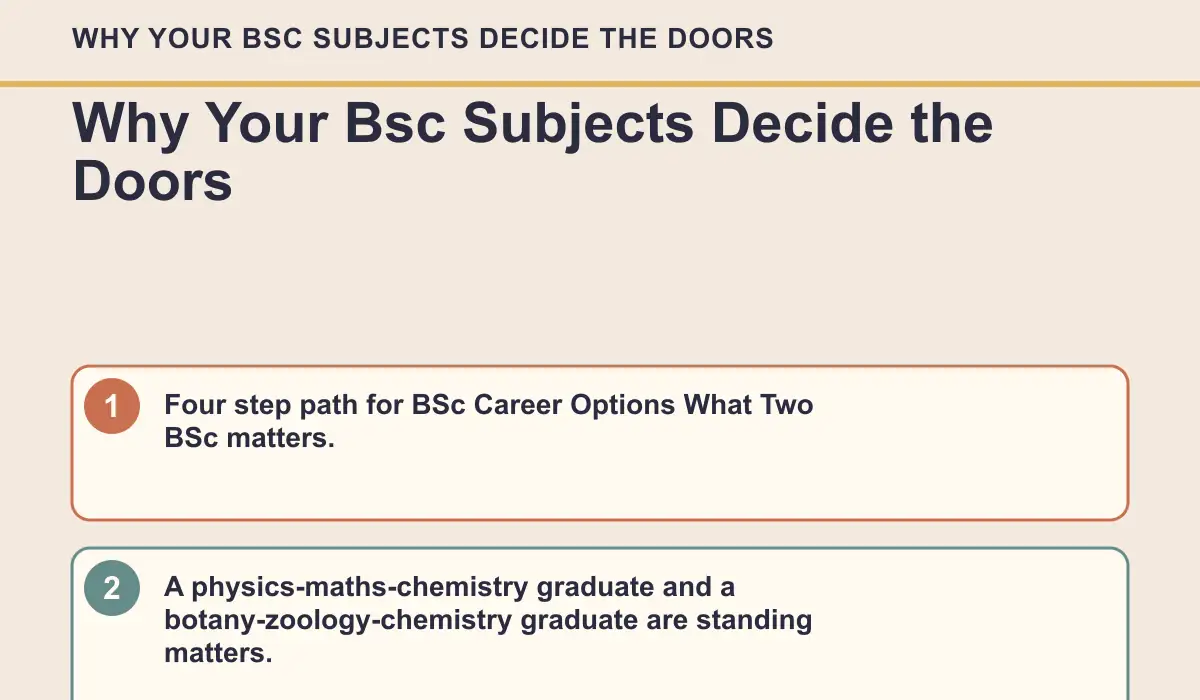 WHY YOUR BSC SUBJECTS DECIDE THE DOORS
Why Your Bsc Subjects Decide the
Doors
1
Four step path for BSc Career Options What Two
BSc matters.
2
A physics-maths-chemistry graduate and a
botany-zoology-chemistry graduate are standing
matters.